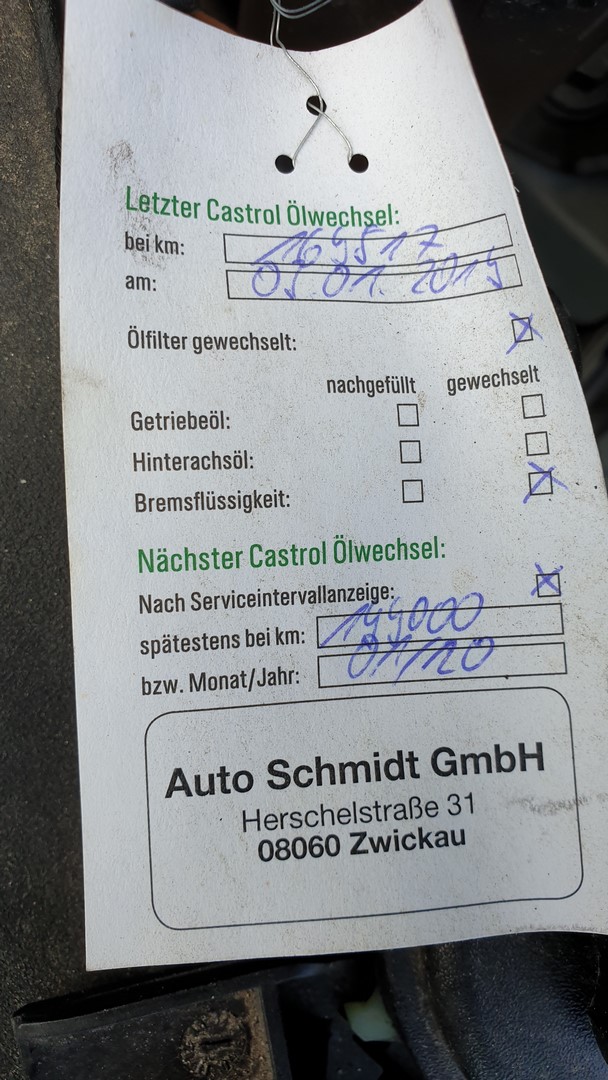 Letzter Castrol Ölwechsel:
bei km: 169517
am: 09.01.2019
Ölfilter gewechselt:
nachgefüllt gewechselt
Getriebeöl:
Hinterachsöl:
Bremsflüssigkeit:
Nächster Castrol Ölwechsel:
Nach Serviceintervallanzeige:
spätestens bei km: 199000
bzw. Monat/Jahr: 01/20
Auto Schmidt GmbH
Herschelstraße 31
08060 Zwickau